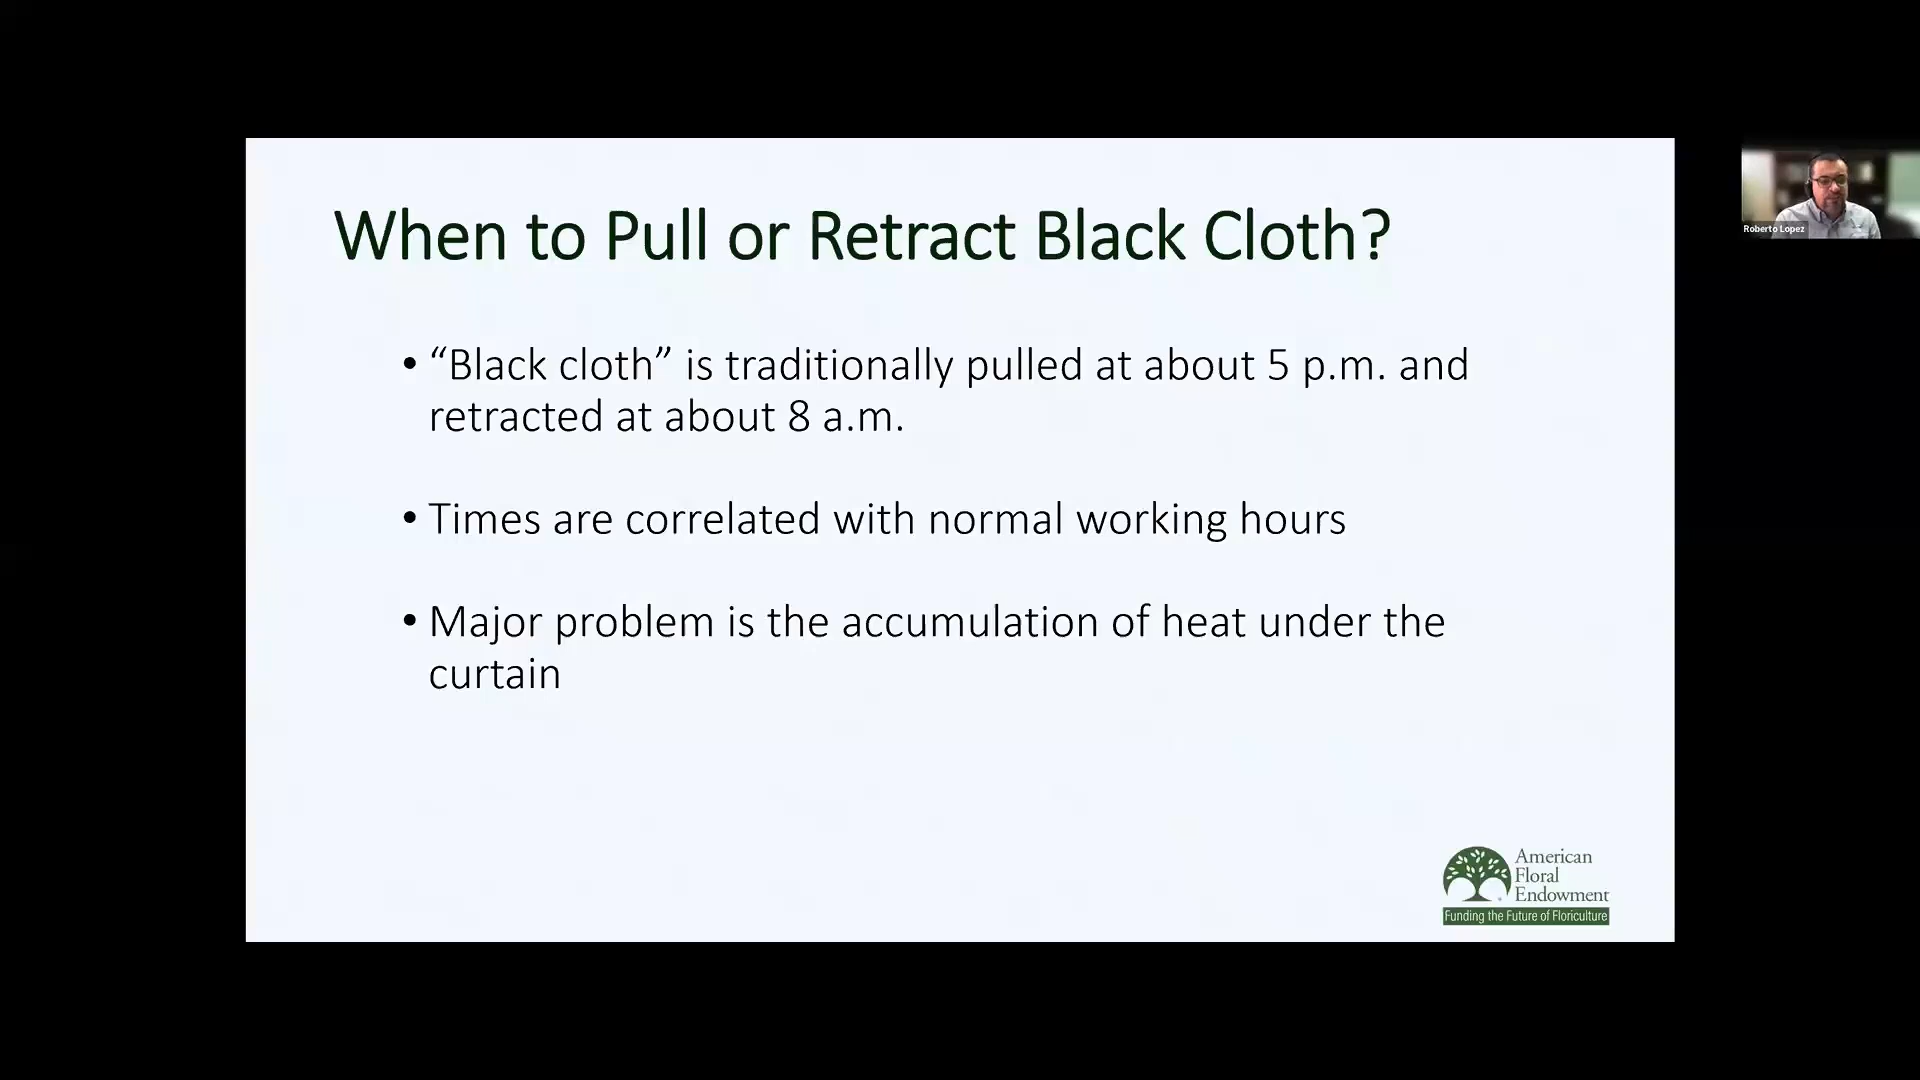 When to Pull or Retract Black Cloth?
• “Black cloth” is traditionally pulled at about 5 p.m. and
retracted at about 8 a.m.
• Times are correlated with normal working hours
• Major problem is the accumulation of heat under the
curtain
American
Floral
Endowment
Funding the Future of Floriculture
Roberto Lopez